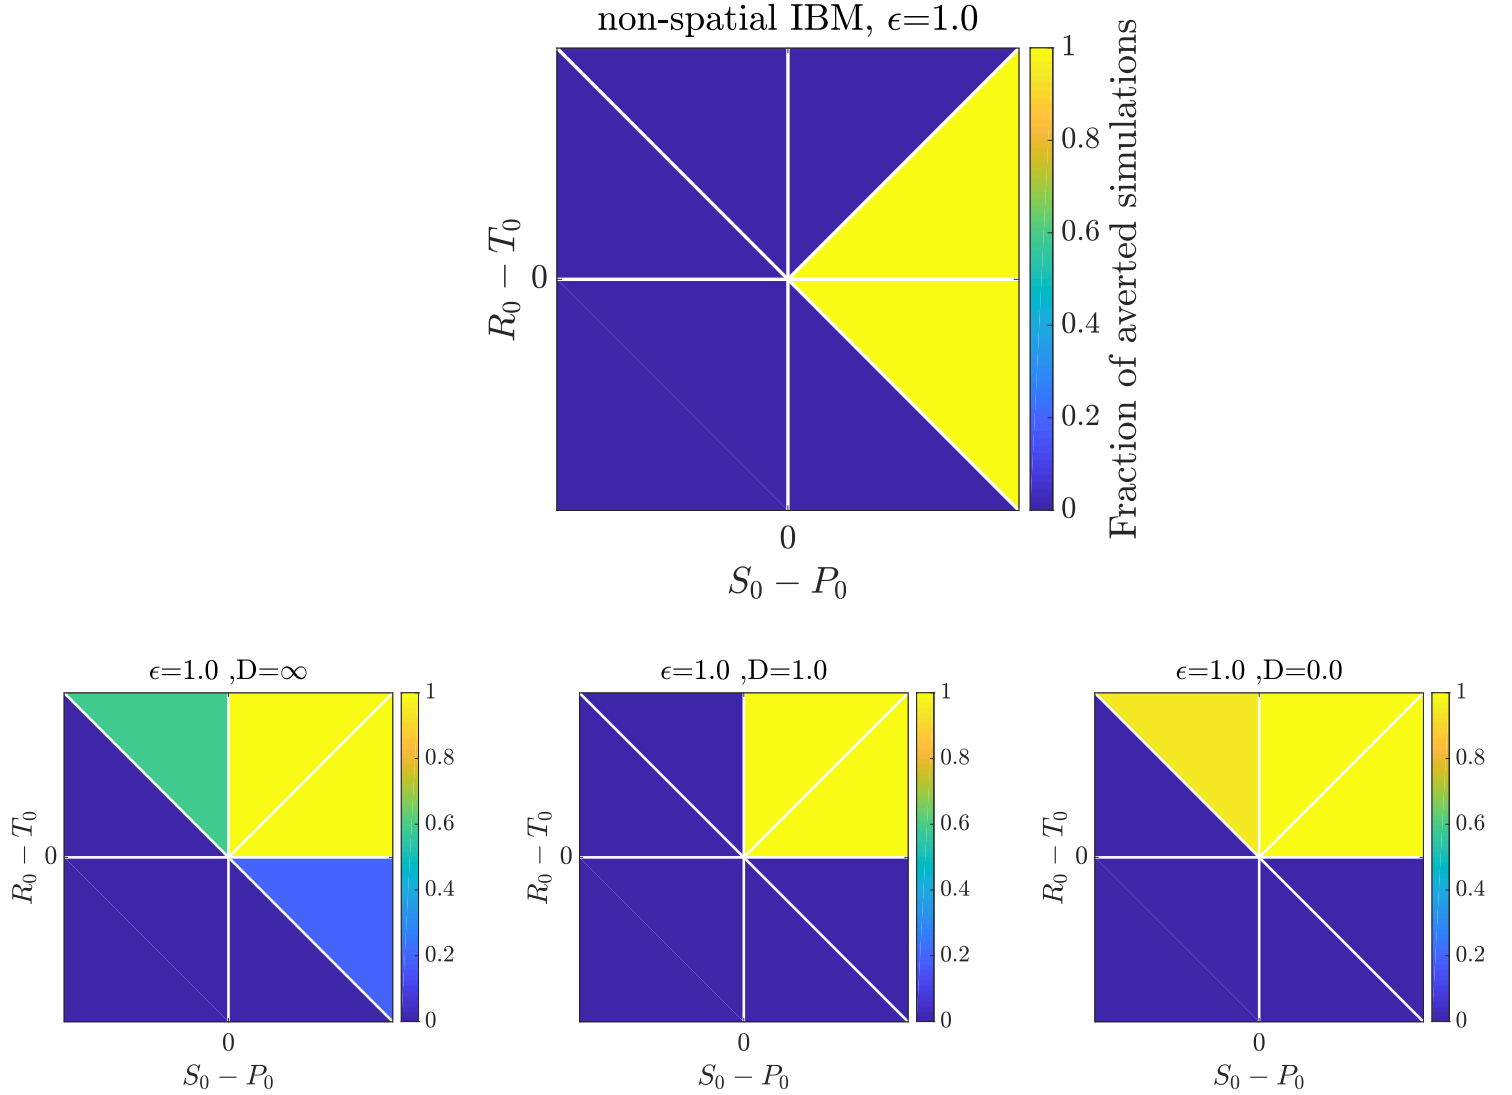 non-spatial IBM, ϵ=1.0
R₀ − T₀
0
0
S₀ − P₀
1
0.8
0.6
0.4
0.2
0
Fraction of averted simulations
ϵ=1.0 ,D=∞
R₀ − T₀
0
0
S₀ − P₀
1
0.8
0.6
0.4
0.2
0
ϵ=1.0 ,D=1.0
R₀ − T₀
0
0
S₀ − P₀
1
0.8
0.6
0.4
0.2
0
ϵ=1.0 ,D=0.0
R₀ − T₀
0
0
S₀ − P₀
1
0.8
0.6
0.4
0.2
0